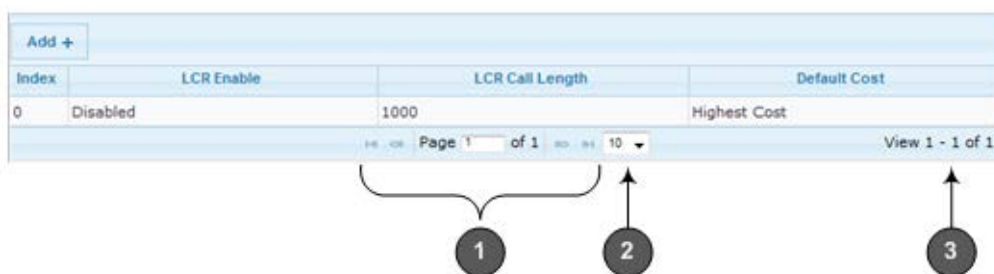 Add +
Index LCR Enable LCR Call Length Default Cost
0 Disabled 1000 Highest Cost
Page 1 of 1 10 View 1 - 1 of 1
1 2 3